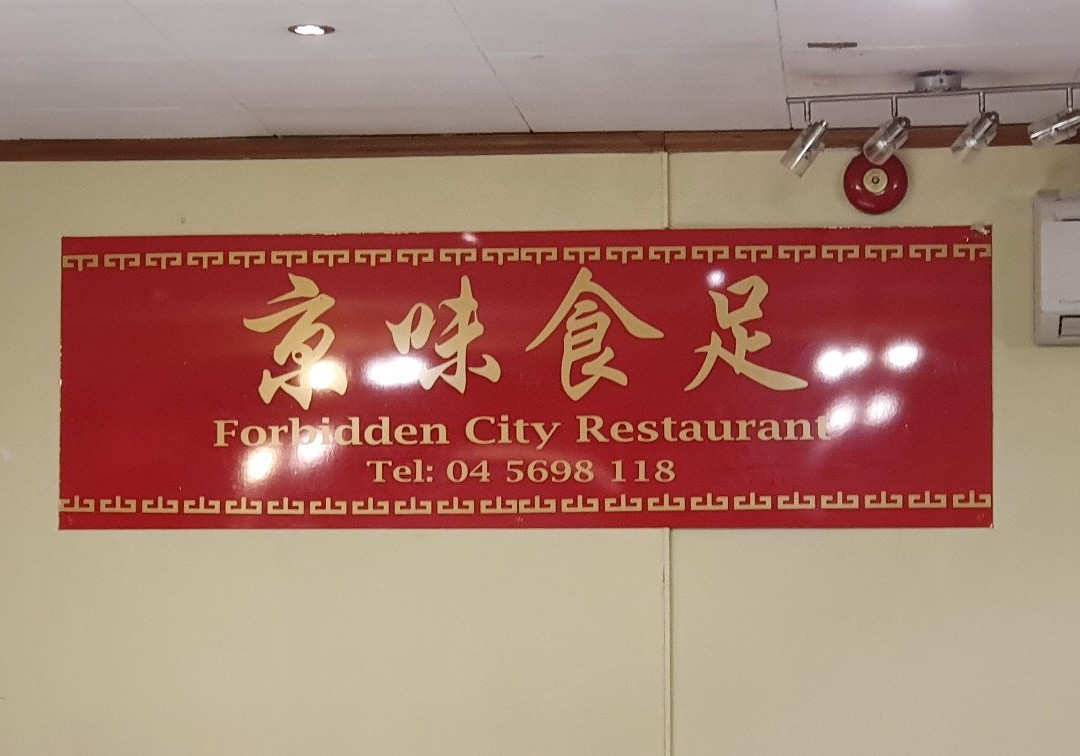 京味食足
Forbidden City Restaurant
Tel: 04 5698 118